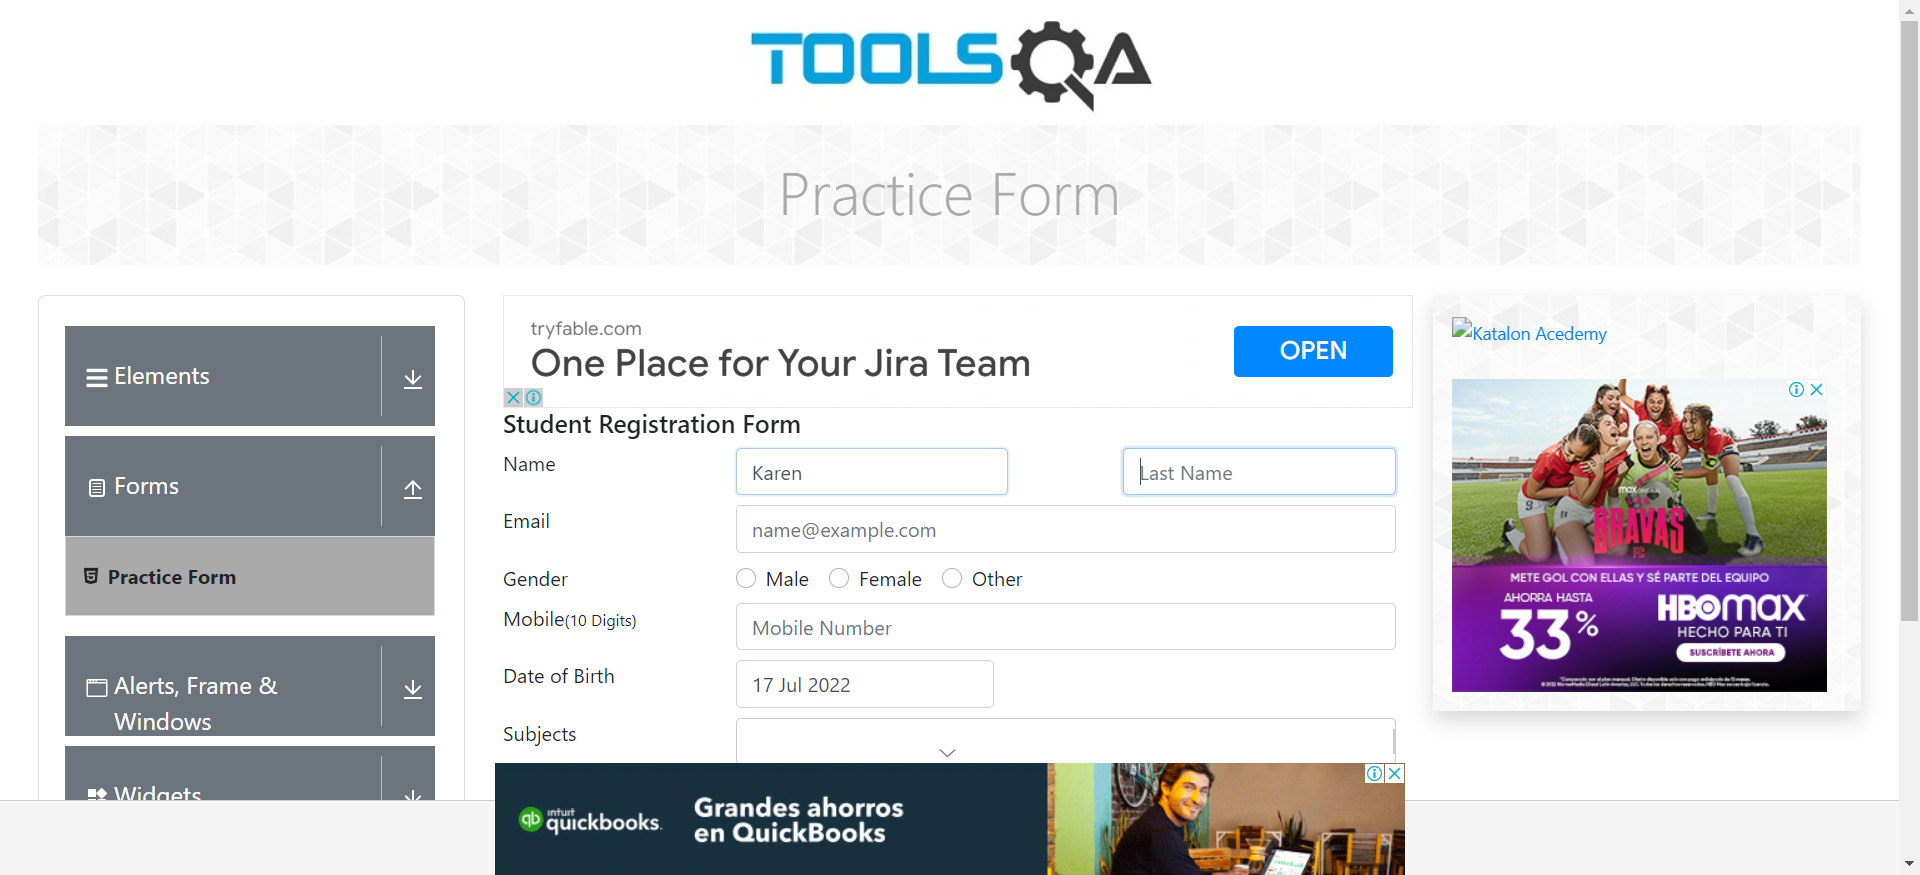 TOOLSQA
Practice Form
Elements
Forms
Practice Form
Alerts, Frame &
Windows
Widgets
tryfable.com
One Place for Your Jira Team
OPEN
Student Registration Form
Name
Karen
Last Name
Email
name@example.com
Gender
Male
Female
Other
Mobile(10 Digits)
Mobile Number
Date of Birth
17 Jul 2022
Subjects
Katalon Acedemy
BRAVAS
FC
METE GOL CON ELLAS Y SÉ PARTE DEL EQUIPO
AHORRA HASTA
33%
HBOmax
HECHO PARA TI
SUSCRÍBETE AHORA
intuit
qb quickbooks.
Grandes ahorros
en QuickBooks